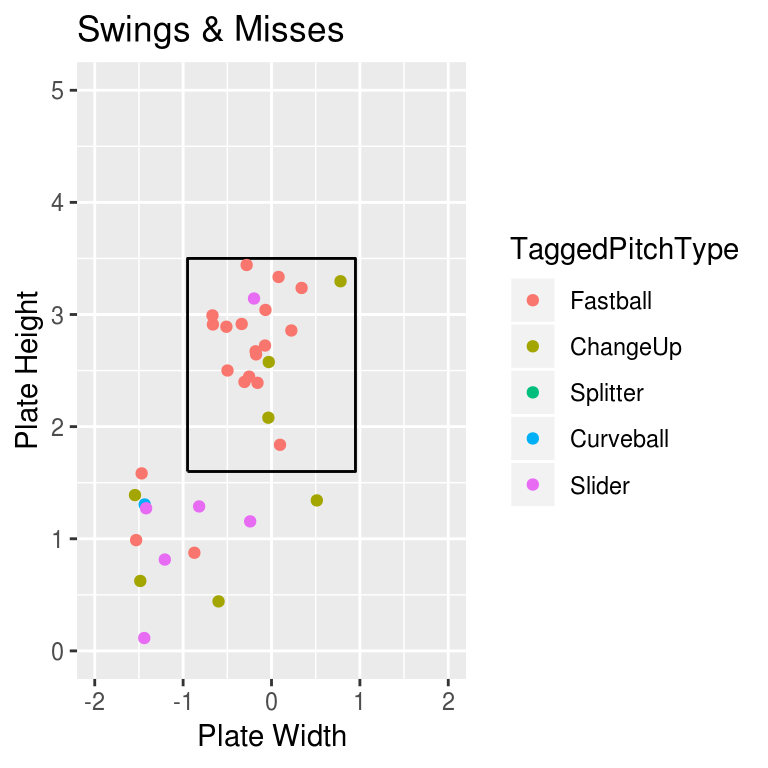 Swings & Misses
5
4
3
2
1
0
Plate Height
-2 -1 0 1 2
Plate Width
TaggedPitchType
Fastball
ChangeUp
Splitter
Curveball
Slider